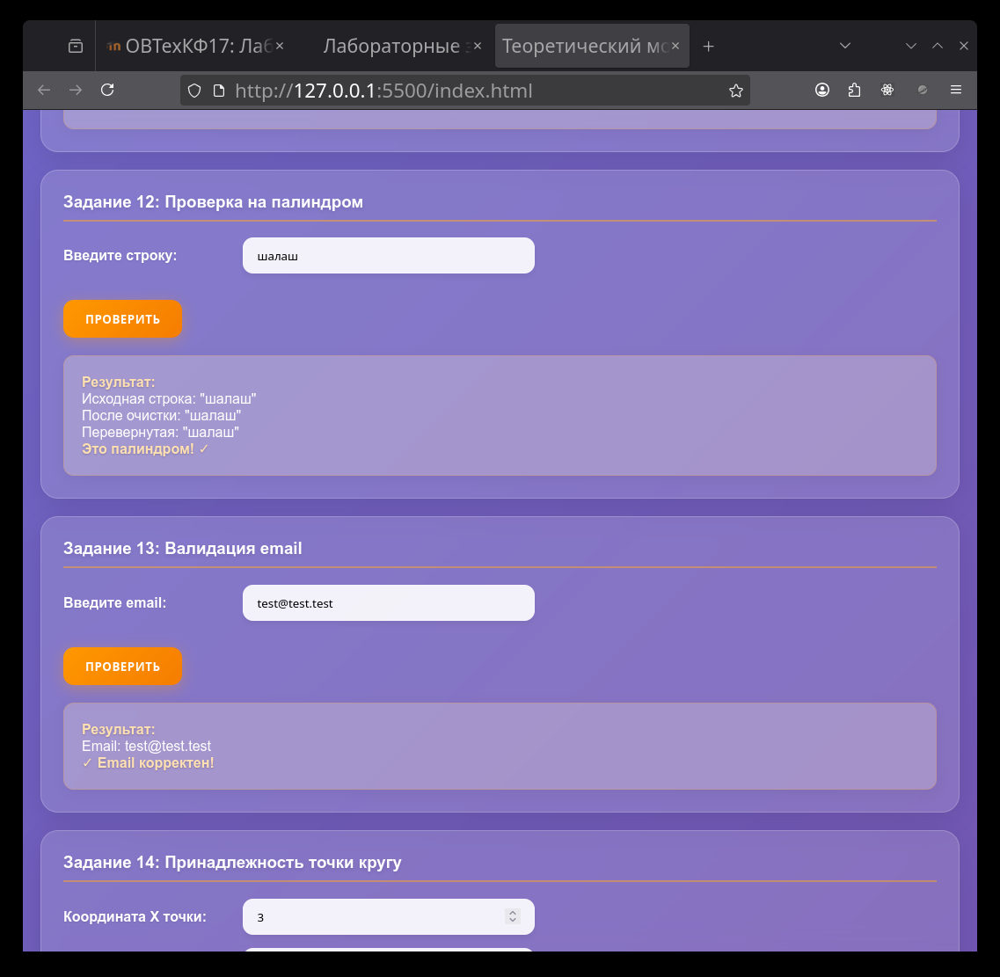 ОВТехКФ17: Лаб
Лабораторные
Теоретический мо
http://127.0.0.1:5500/index.html
Задание 12: Проверка на палиндром
Введите строку:
шалаш
ПРОВЕРИТЬ
Результат:
Исходная строка: "шалаш"
После очистки: "шалаш"
Перевернутая: "шалаш"
Это палиндром! ✓
Задание 13: Валидация email
Введите email:
test@test.test
ПРОВЕРИТЬ
Результат:
Email: test@test.test
✓ Email корректен!
Задание 14: Принадлежность точки кругу
Координата X точки:
3